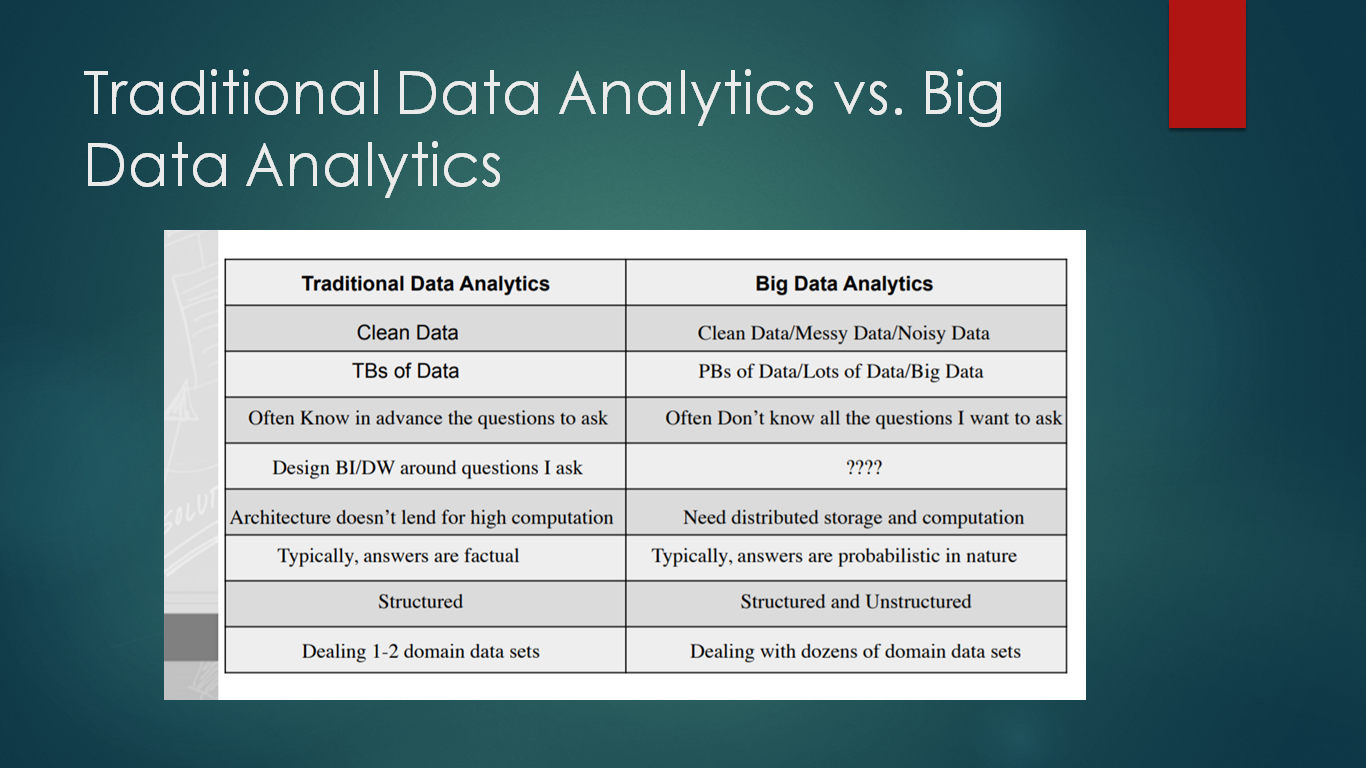 Traditional Data Analytics vs. Big
Data Analytics
Traditional Data Analytics Big Data Analytics
Clean Data Clean Data/Messy Data/Noisy Data
TBs of Data PBs of Data/Lots of Data/Big Data
Often Know in advance the questions to ask Often Don’t know all the questions I want to ask
Design BI/DW around questions I ask ????
Architecture doesn’t lend for high computation Need distributed storage and computation
Typically, answers are factual Typically, answers are probabilistic in nature
Structured Structured and Unstructured
Dealing 1-2 domain data sets Dealing with dozens of domain data sets